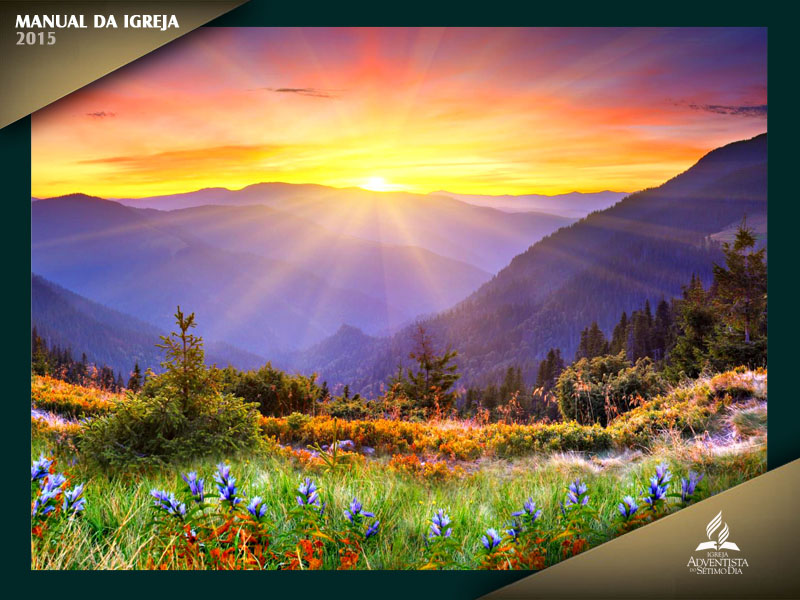 MANUAL DA IGREJA
2015
IGREJA
ADVENTISTA
DO SÉTIMO DIA